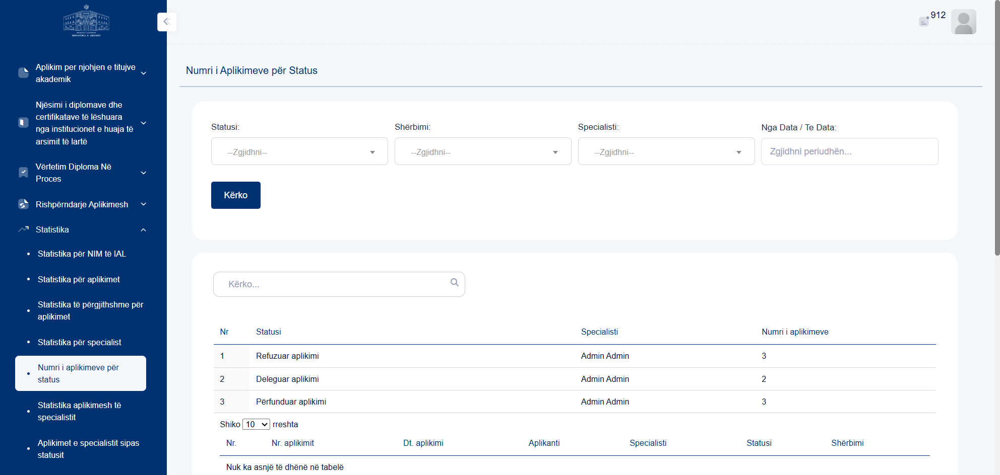 MINISTRIA E ARSIMIT
912
Aplikim per njohjen e titujve
akademik
Njësimi i diplomave dhe
certifikatave të lëshuara
nga institucionet e huaja të
arsimit të lartë
Vërtetim Diploma Në
Proces
Rishpërndarje Aplikimesh
Statistika
Statistika për NIM të IAL
Statistika për aplikimet
Statistika të përgjithshme për
aplikimet
Statistika për specialist
Numri i aplikimeve për
status
Statistika aplikimesh të
specialistit
Aplikimet e specialistit sipas
statusit
Numri i Aplikimeve për Status
Statusi: Shërbimi: Specialisti: Nga Data / Te Data:
--Zgjidhni-- --Zgjidhni-- --Zgjidhni-- Zgjidhni periudhën...
Kërko
Kërko...
Nr Statusi Specialisti Numri i aplikimeve
1 Refuzuar aplikimi Admin Admin 3
2 Deleguar aplikimi Admin Admin 2
3 Përfunduar aplikimi Admin Admin 3
Shiko 10 rreshta
Nr. Nr. aplikimit Dt. aplikimi Aplikanti Specialisti Statusi Shërbimi
Nuk ka asnjë të dhënë në tabelë